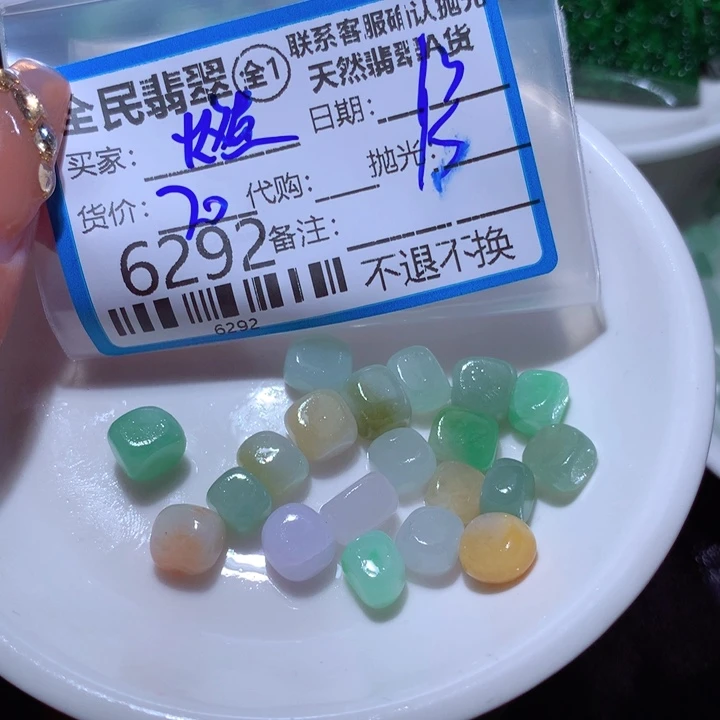 联系客服确认抛光
全民翡翠 全1 天然翡翠A货
买家: 燃 日期:
货价: 20 代购: 抛光:
6292 备注:
6292 不退不换